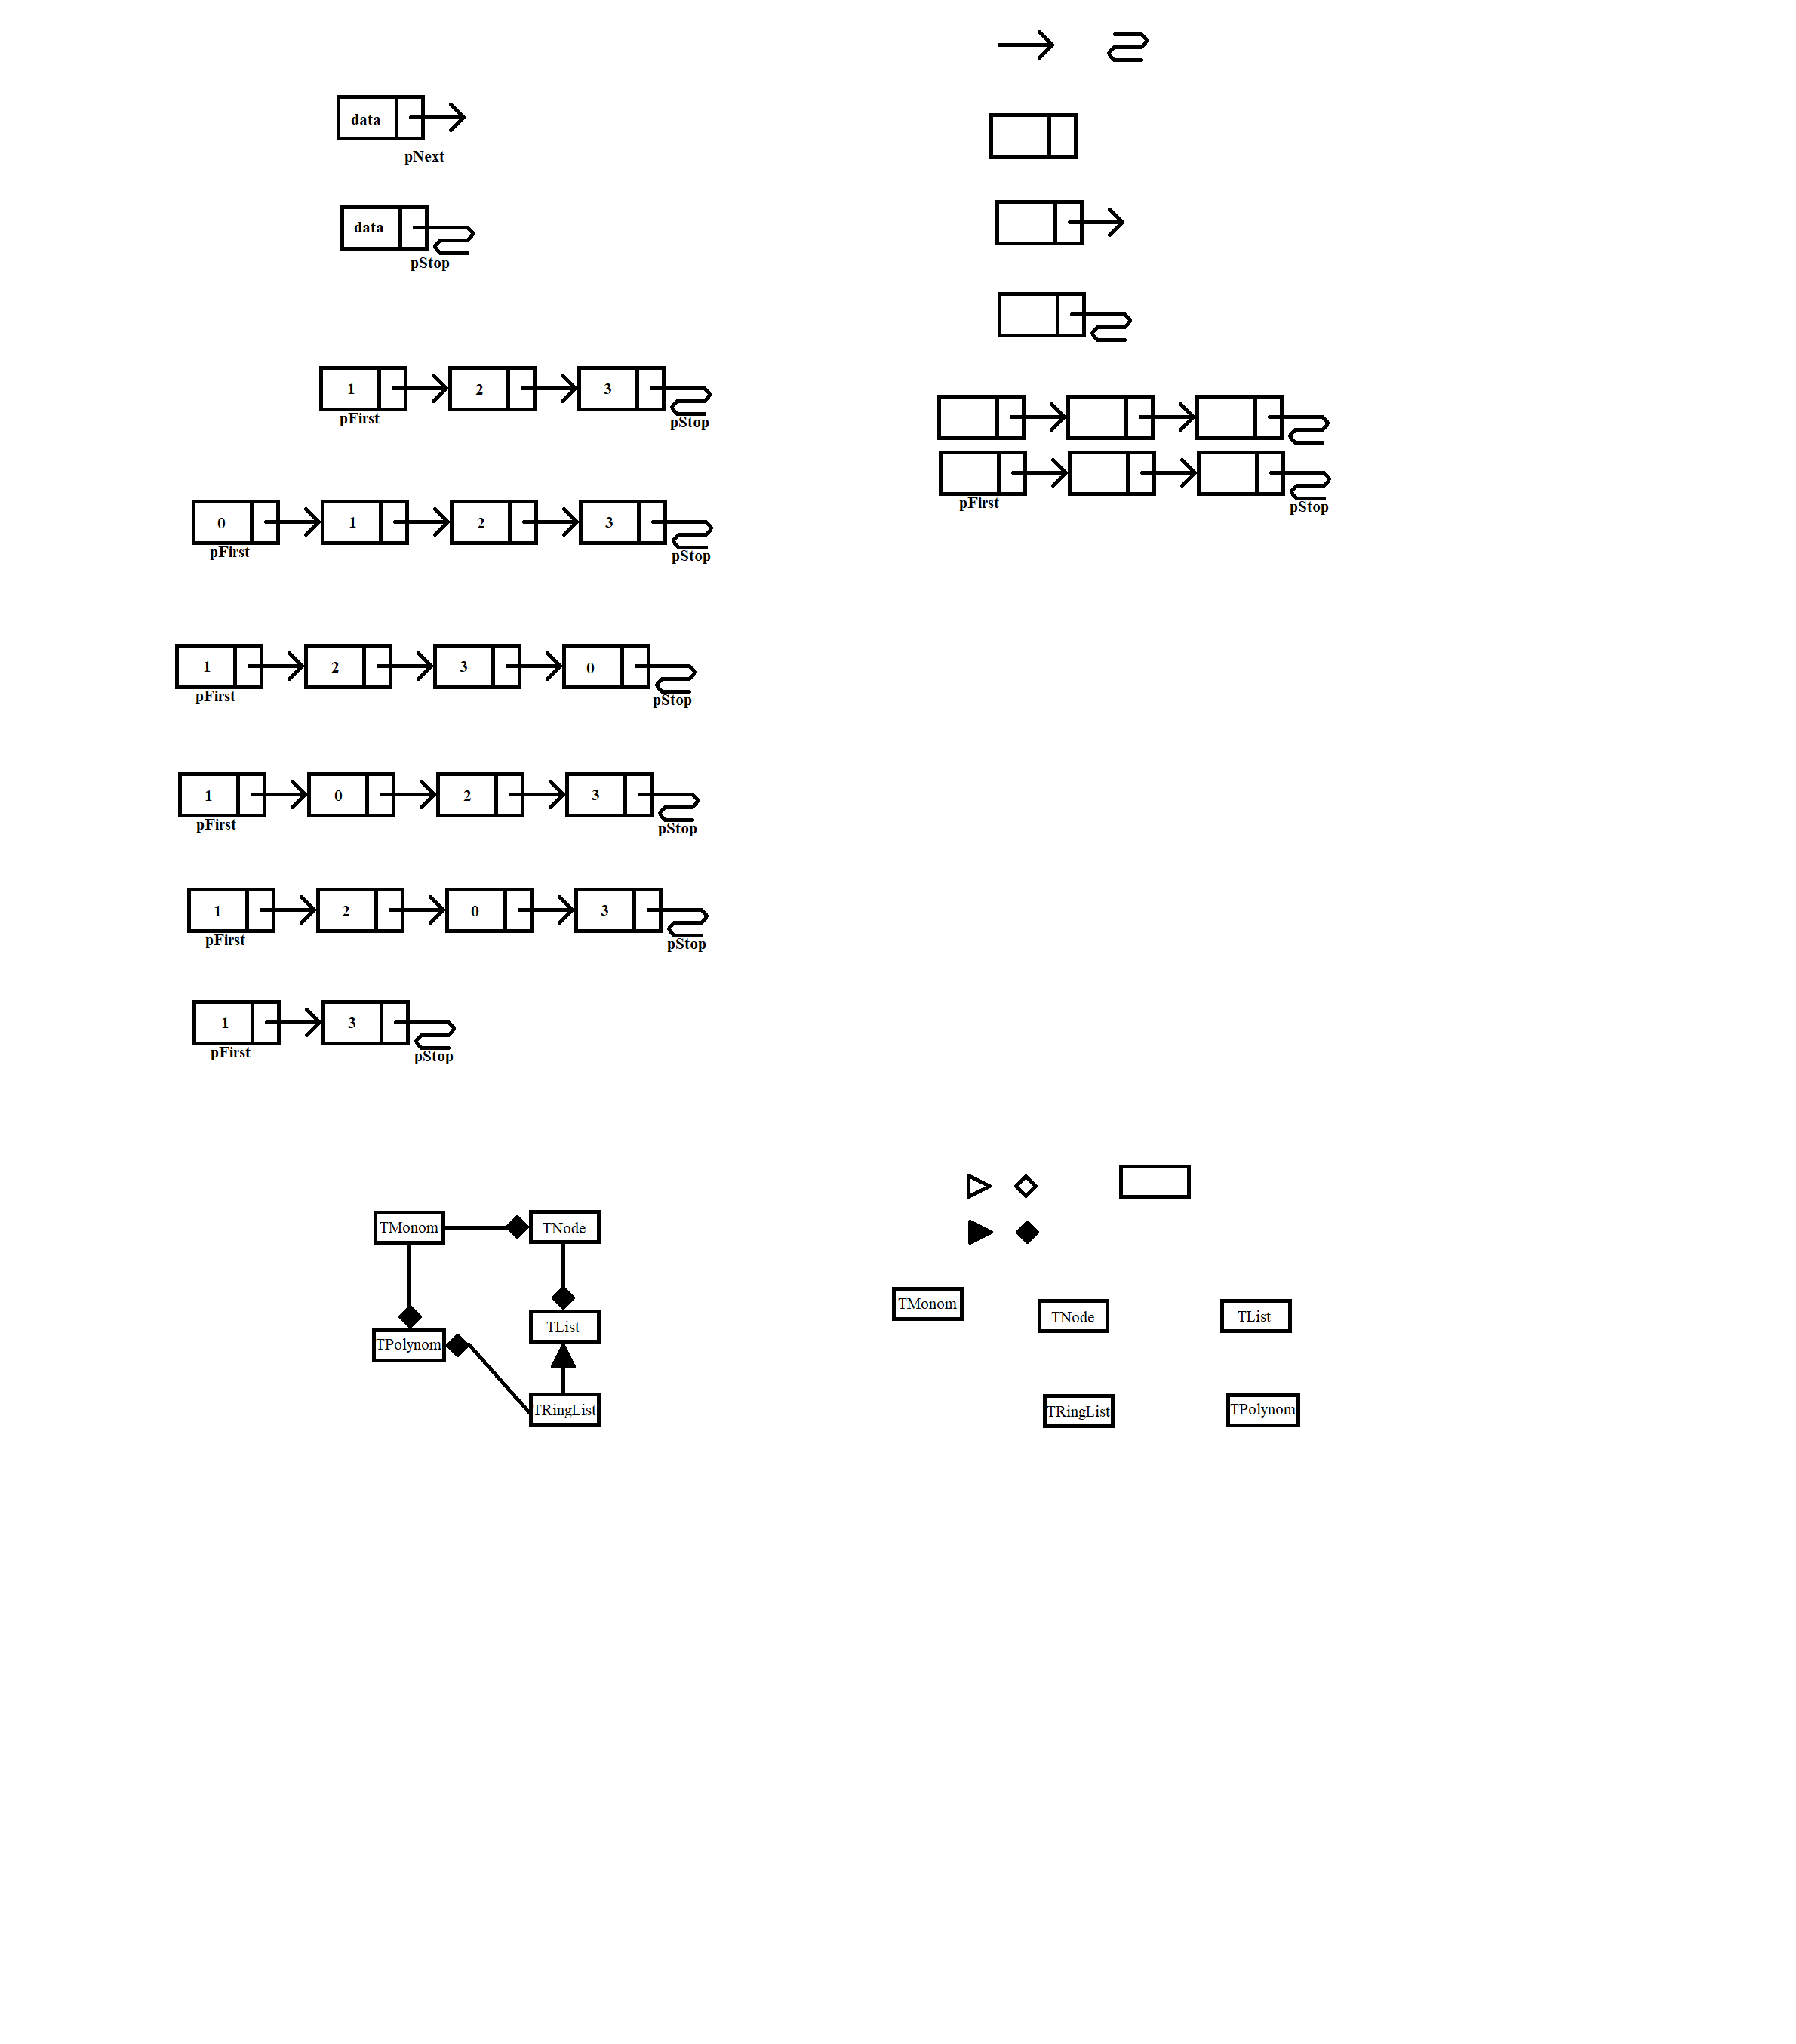 data
pNext
data
pStop
1 2 3
pFirst pStop
pFirst pStop
0 1 2 3
pFirst pStop
1 2 3 0
pFirst pStop
1 0 2 3
pFirst pStop
1 2 0 3
pFirst pStop
1 3
pFirst pStop
TMonom TNode
TList
TPolynom
TRingList
TMonom
TNode TList
TRingList TPolynom